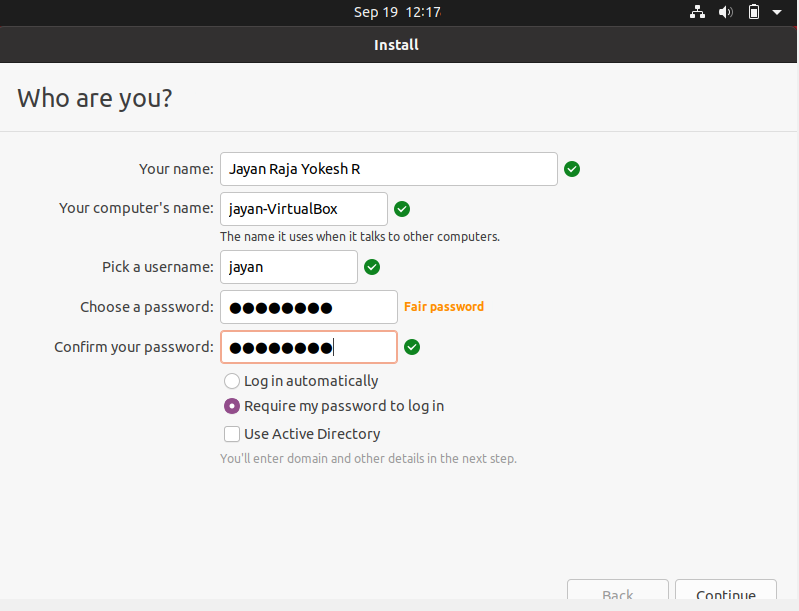 Sep 19 12:17
Install
Who are you?
Your name: Jayan Raja Yokesh R
Your computer's name: jayan-VirtualBox
The name it uses when it talks to other computers.
Pick a username: jayan
Choose a password: ●●●●●●●● Fair password
Confirm your password: ●●●●●●●●
Log in automatically
Require my password to log in
Use Active Directory
You'll enter domain and other details in the next step.
Back Continue